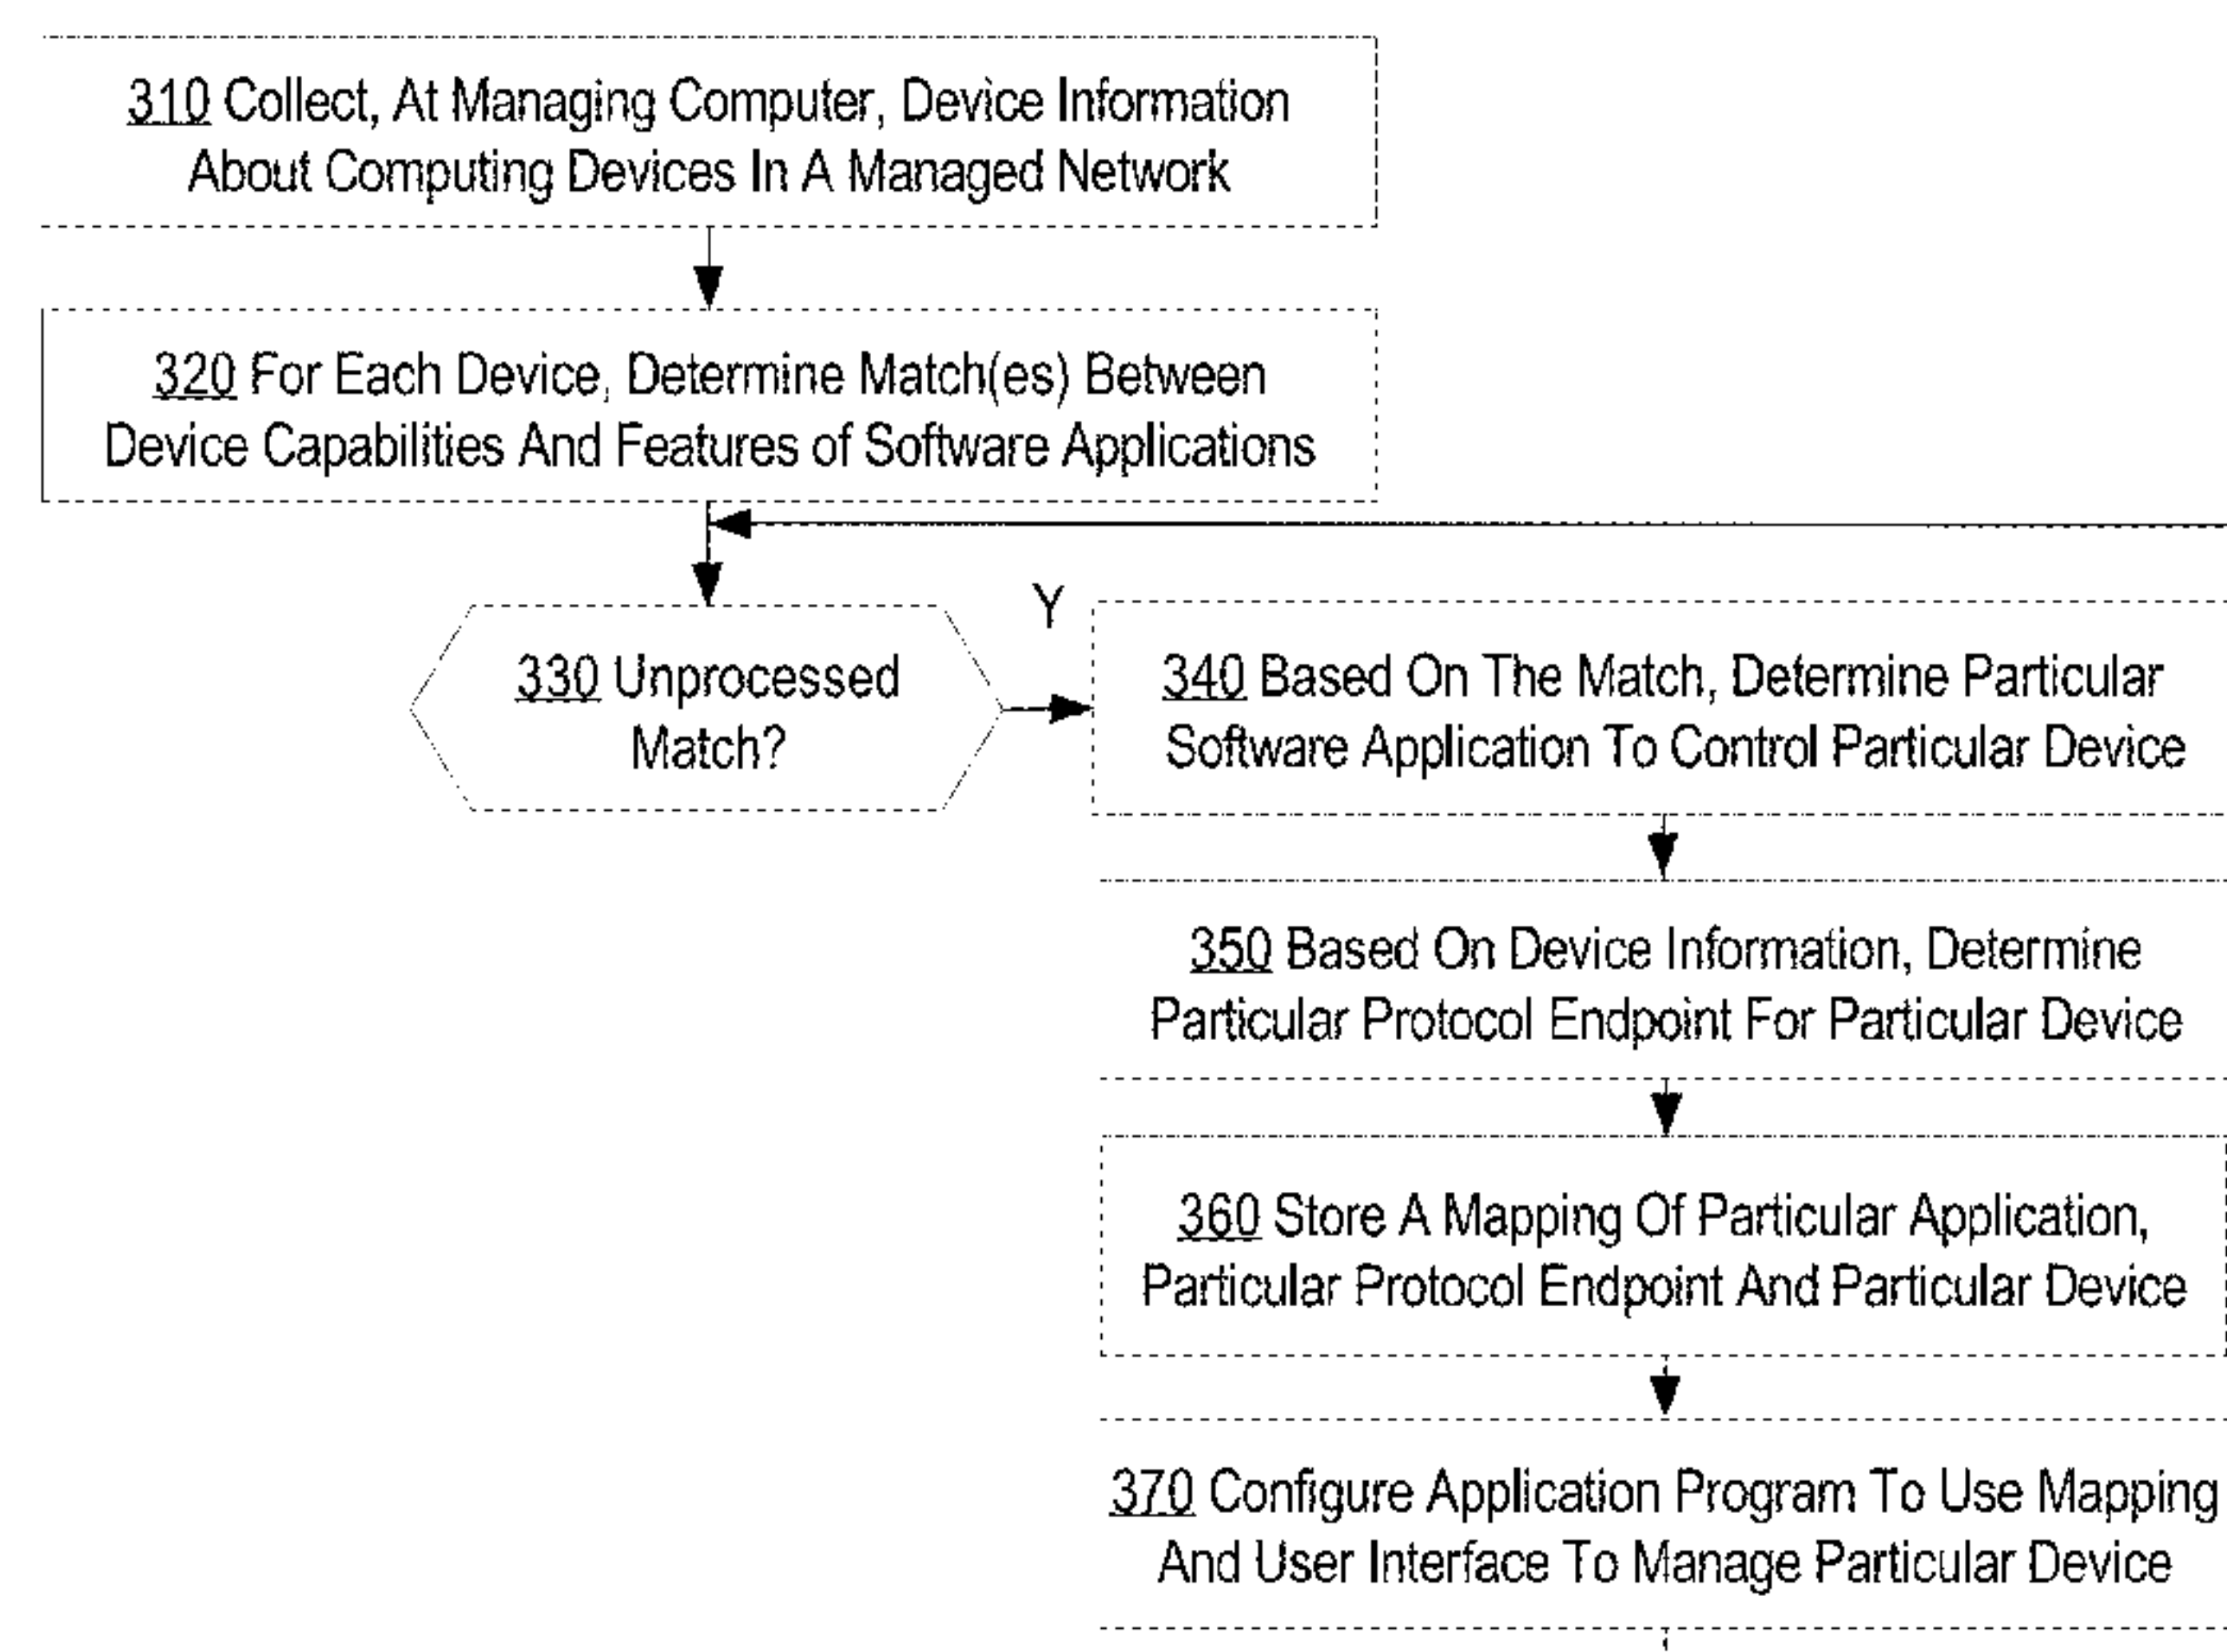 310 Collect, At Managing Computer, Device Information
About Computing Devices In A Managed Network
320 For Each Device, Determine Match(es) Between
Device Capabilities And Features of Software Applications
330 Unprocessed
Match?
Y
340 Based On The Match, Determine Particular
Software Application To Control Particular Device
350 Based On Device Information, Determine
Particular Protocol Endpoint For Particular Device
360 Store A Mapping Of Particular Application,
Particular Protocol Endpoint And Particular Device
370 Configure Application Program To Use Mapping
And User Interface To Manage Particular Device